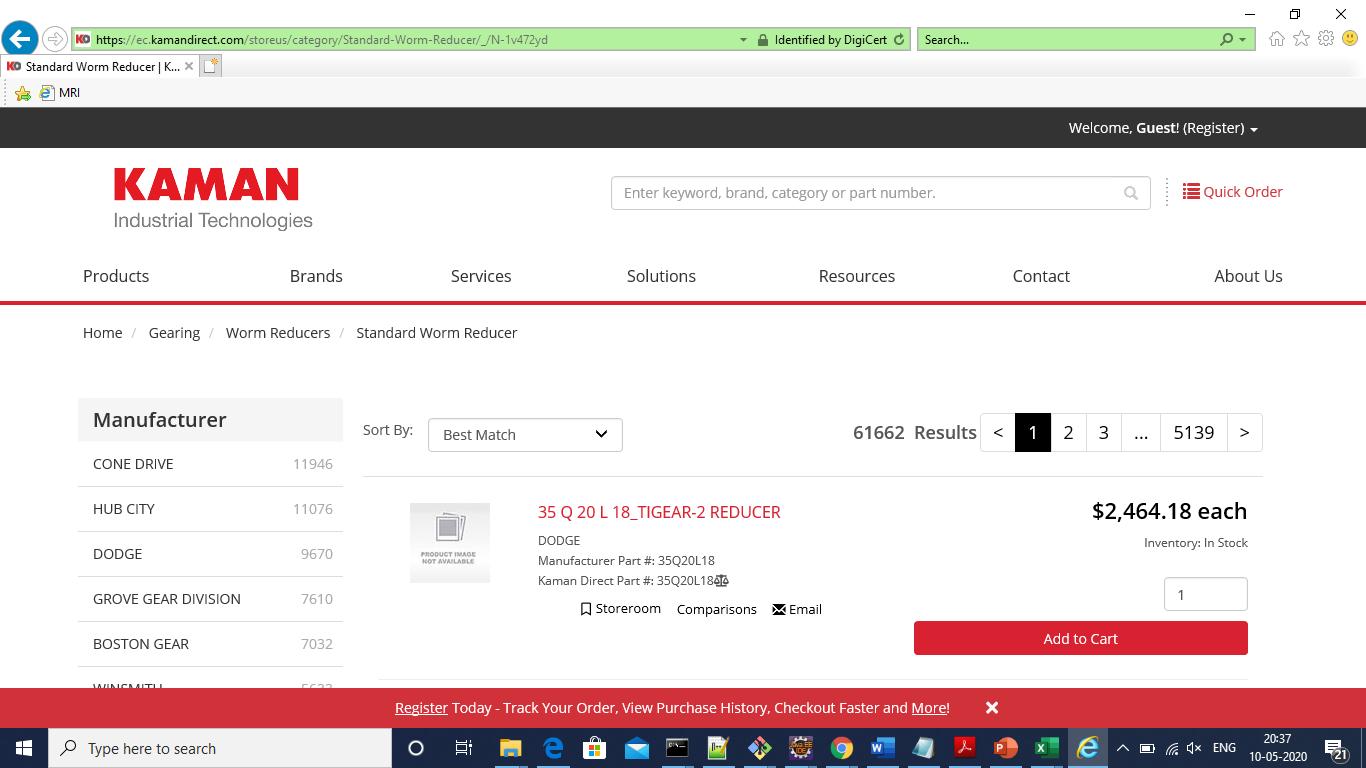 https://ec.kamandirect.com/storeus/category/Standard-Worm-Reducer/_/N-1v472yd
Identified by DigiCert
Search...
KD Standard Worm Reducer | K...
MRI
Welcome, Guest! (Register)
KAMAN
Industrial Technologies
Enter keyword, brand, category or part number.
Quick Order
Products Brands Services Solutions Resources Contact About Us
Home / Gearing / Worm Reducers / Standard Worm Reducer
Manufacturer
CONE DRIVE 11946
HUB CITY 11076
DODGE 9670
GROVE GEAR DIVISION 7610
BOSTON GEAR 7032
Sort By: Best Match
61662 Results < 1 2 3 ... 5139 >
PRODUCT IMAGE
NOT AVAILABLE
35 Q 20 L 18_TIGEAR-2 REDUCER
DODGE
Manufacturer Part #: 35Q20L18
Kaman Direct Part #: 35Q20L18
Storeroom Comparisons Email
$2,464.18 each
Inventory: In Stock
1
Add to Cart
Register Today - Track Your Order, View Purchase History, Checkout Faster and More!
Type here to search
ENG
20:37
10-05-2020
21